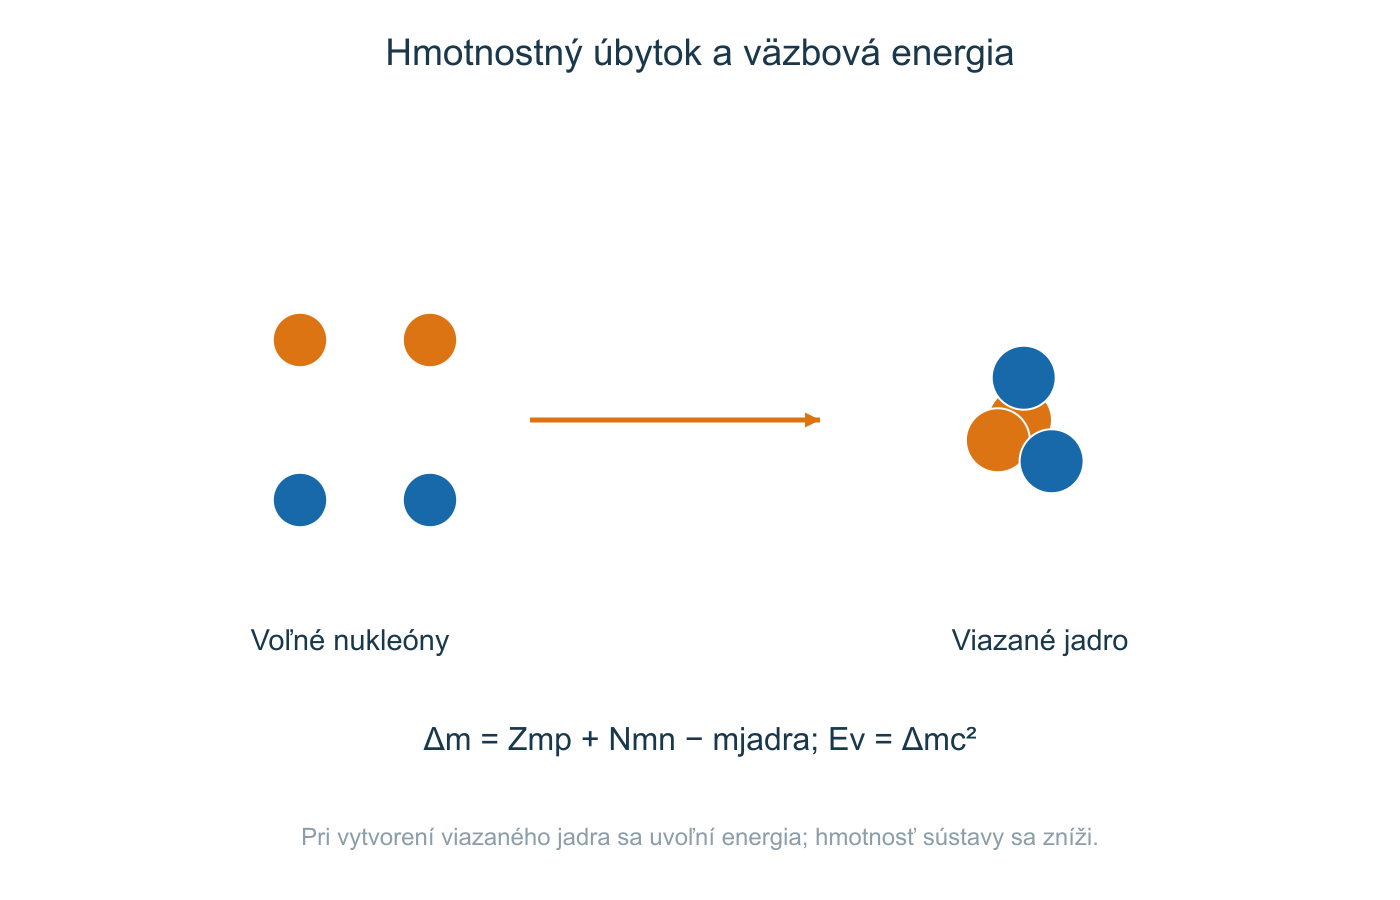 Hmotnostný úbytok a väzbová energia
Voľné nukleóny
Viazané jadro
Δm = Zmp + Nmn − mjadra; Ev = Δmc²
Pri vytvorení viazaného jadra sa uvoľní energia; hmotnosť sústavy sa zníži.